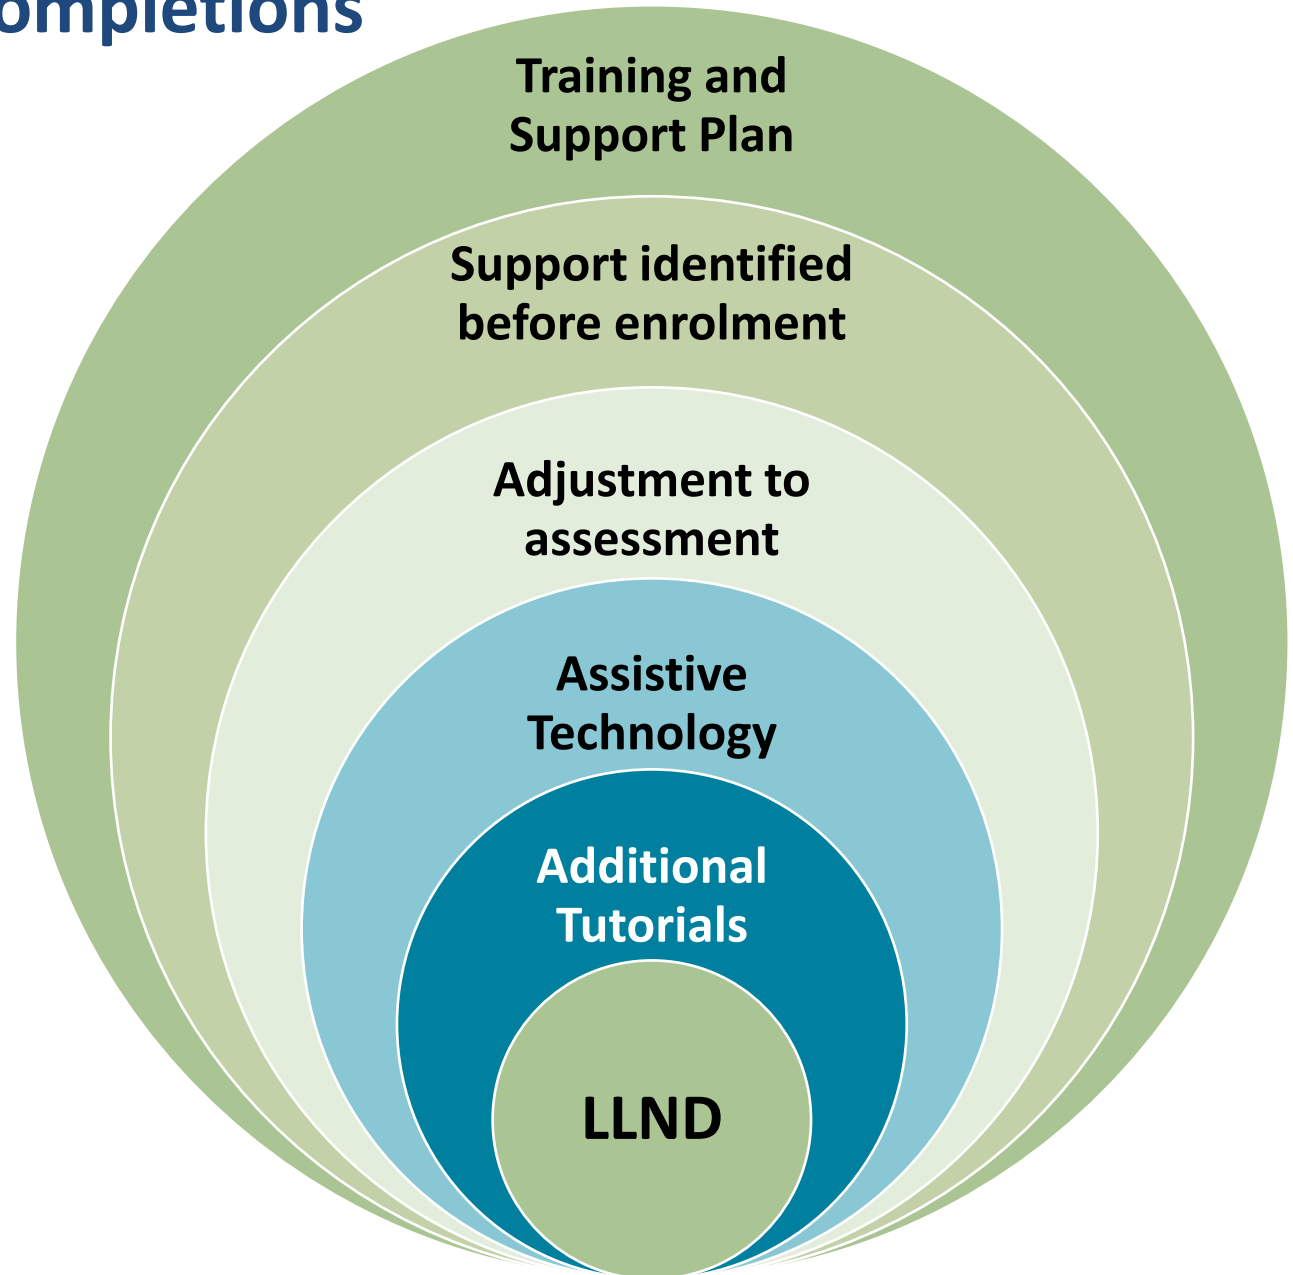 ompletions
Training and
Support Plan
Support identified
before enrolment
Adjustment to
assessment
Assistive
Technology
Additional
Tutorials
LLND